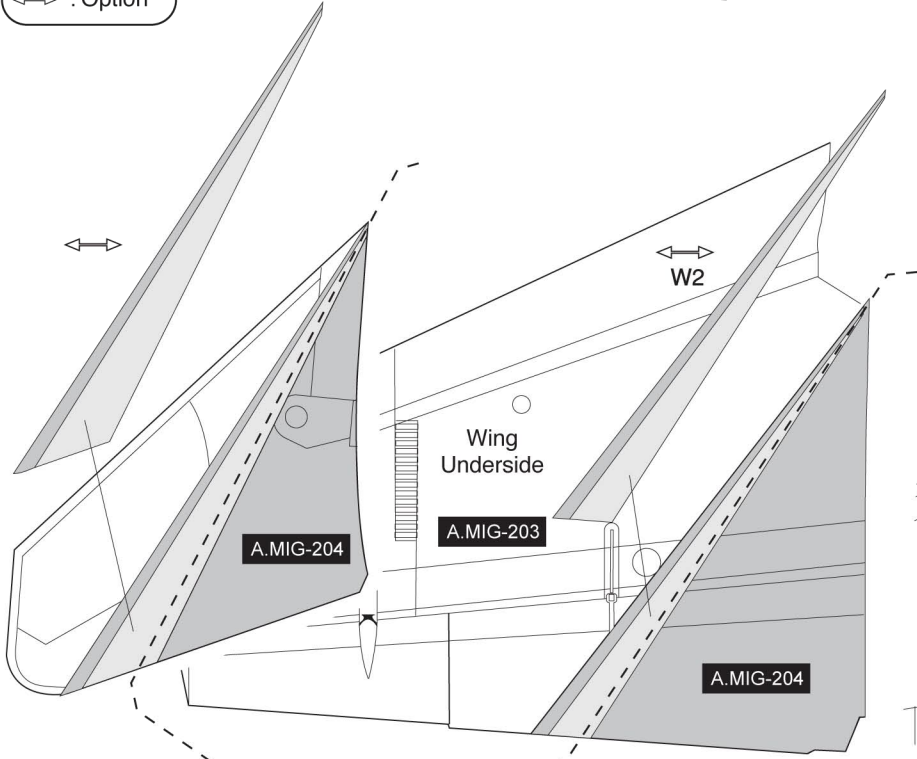 : Option
W2
Wing
Underside
A.MIG-203
A.MIG-204
A.MIG-204